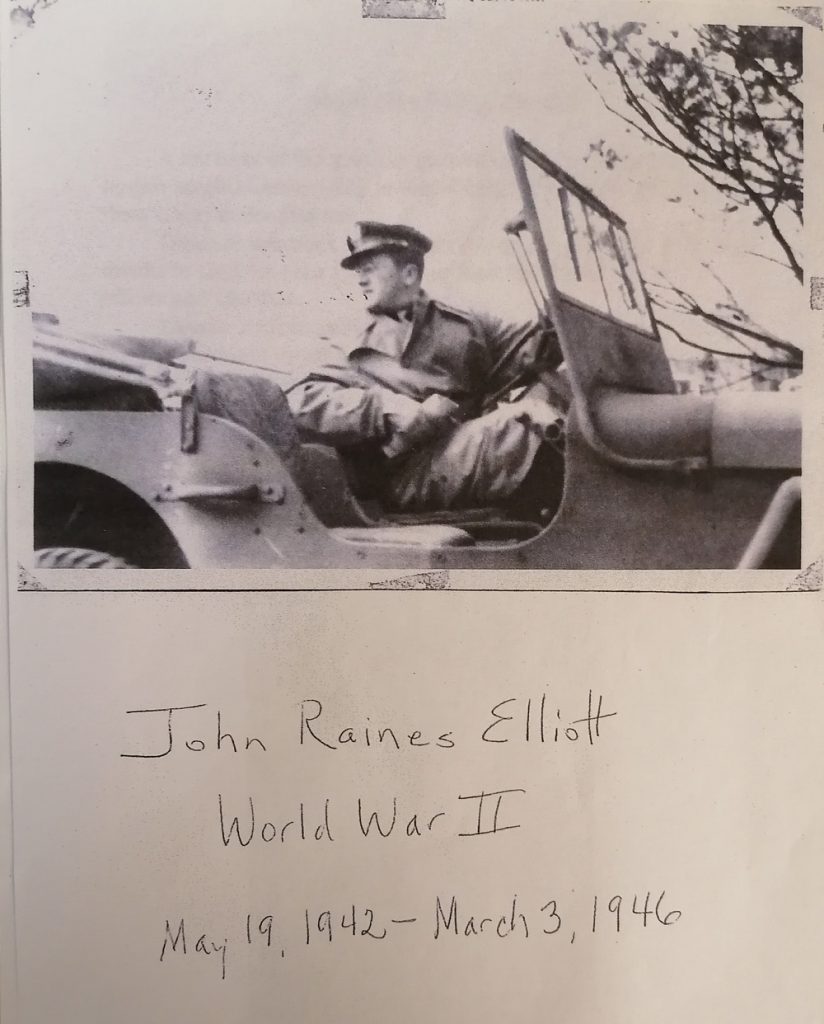 John Raines Elliott
World War II
May 19, 1942 – March 3, 1946